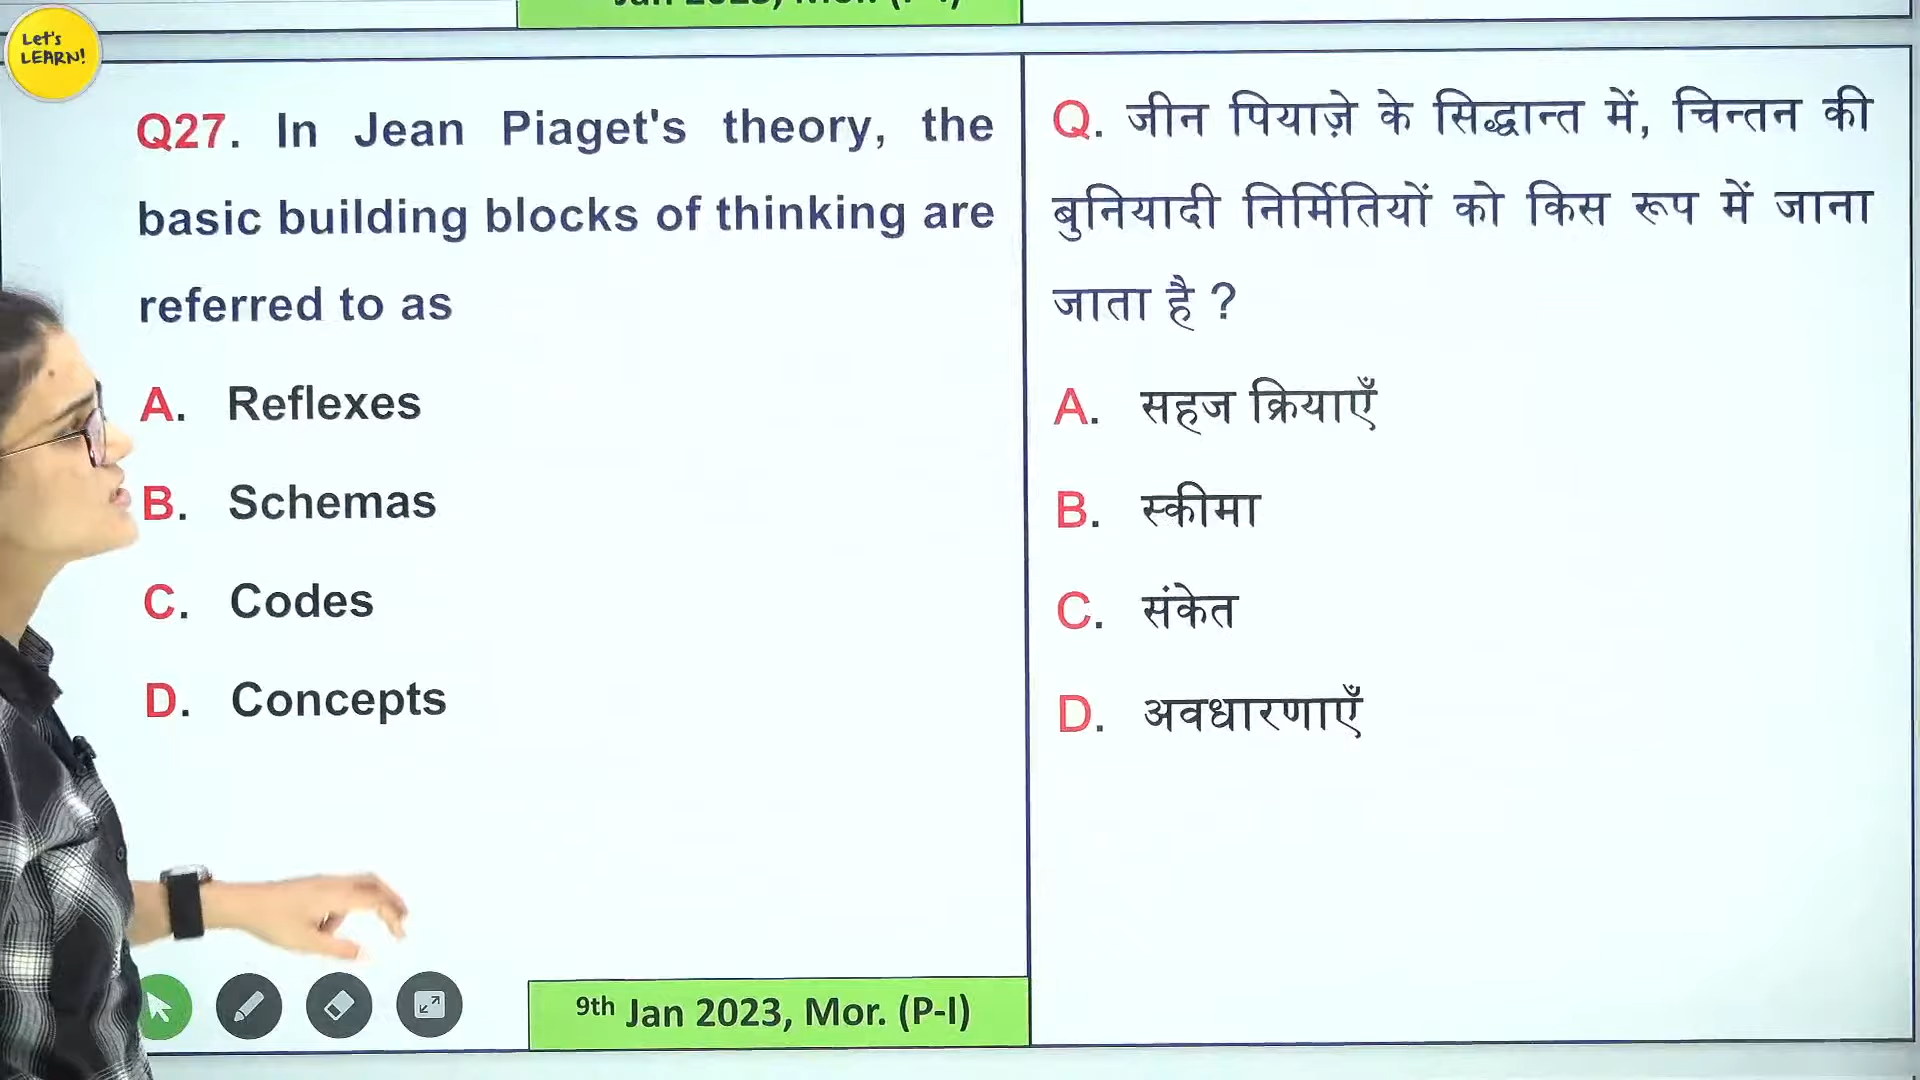 Let's
LEARN!
Q27. In Jean Piaget's theory, the
basic building blocks of thinking are
referred to as
A. Reflexes
B. Schemas
C. Codes
D. Concepts
9th Jan 2023, Mor. (P-I)
Q. जीन पियाज़े के सिद्धान्त में, चिन्तन की
बुनियादी निर्मितियों को किस रूप में जाना
जाता है ?
A. सहज क्रियाएँ
B. स्कीमा
C. संकेत
D. अवधारणाएँ